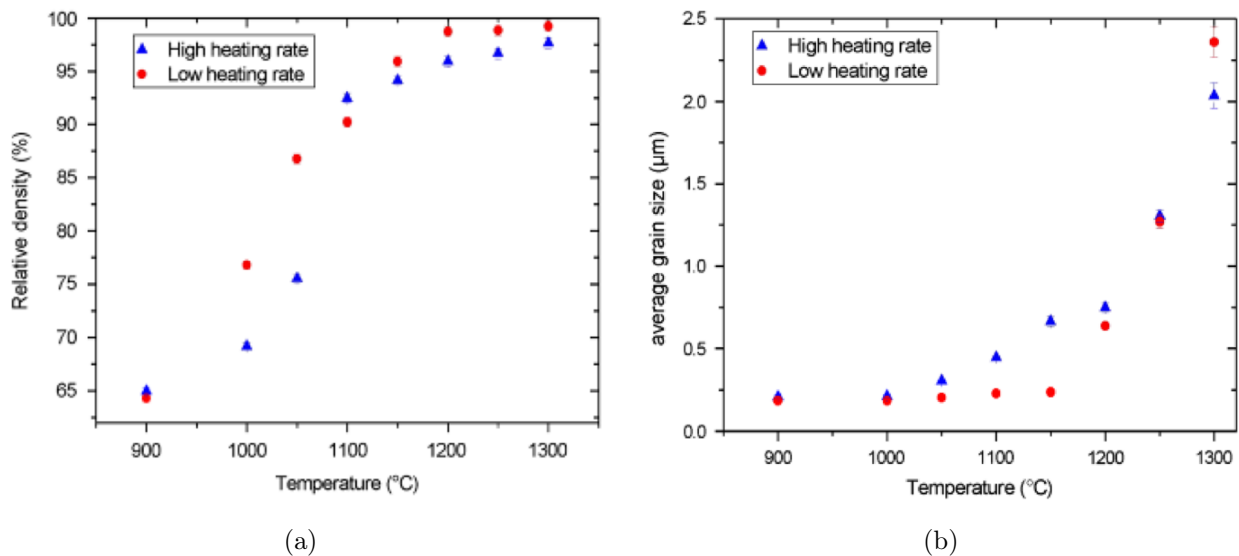 100
95
90
85
80
75
70
65
High heating rate
Low heating rate
Relative density (%)
900 1000 1100 1200 1300
Temperature (°C)
(a)
2.5
2.0
1.5
1.0
0.5
0.0
High heating rate
Low heating rate
average grain size (µm)
900 1000 1100 1200 1300
Temperature (°C)
(b)